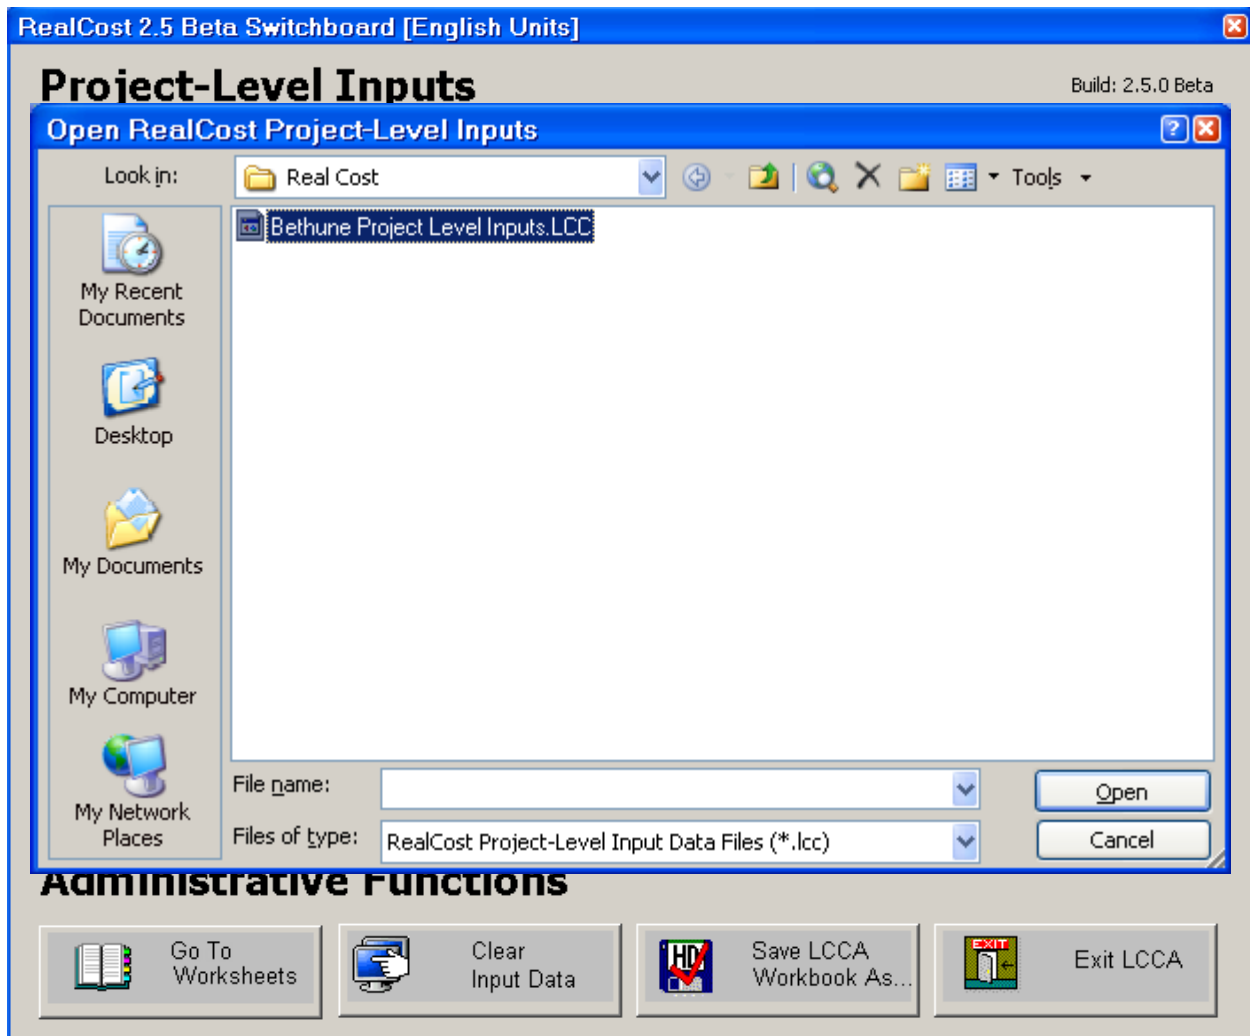 RealCost 2.5 Beta Switchboard [English Units]
Project-Level Inputs
Build: 2.5.0 Beta
Open RealCost Project-Level Inputs
Look in:
Real Cost
Tools
Bethune Project Level Inputs.LCC
My Recent
Documents
Desktop
My Documents
My Computer
My Network
Places
File name:
Open
Files of type:
RealCost Project-Level Input Data Files (*.lcc)
Cancel
Administrative Functions
Go To
Worksheets
Clear
Input Data
HD
Save LCCA
Workbook As...
EXIT
Exit LCCA